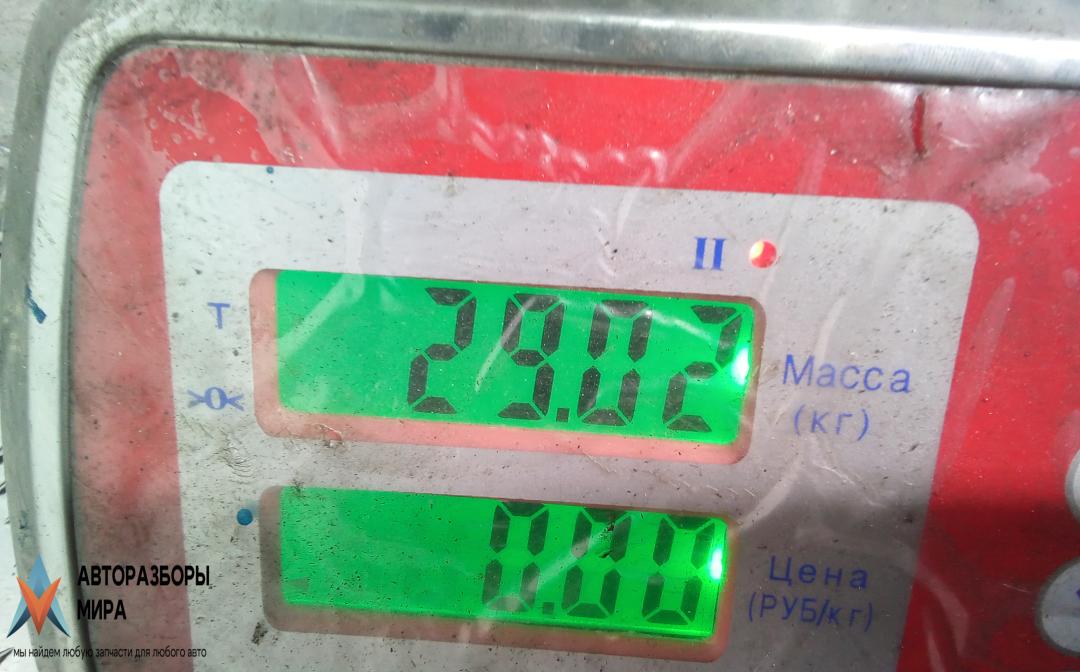 II
T
29.02
Масса
>0<
(кг)
0.00
Цена
(РУБ/кг)
АВТОРАЗБОРЫ
МИРА
мы найдем любую запчасти для любого авто